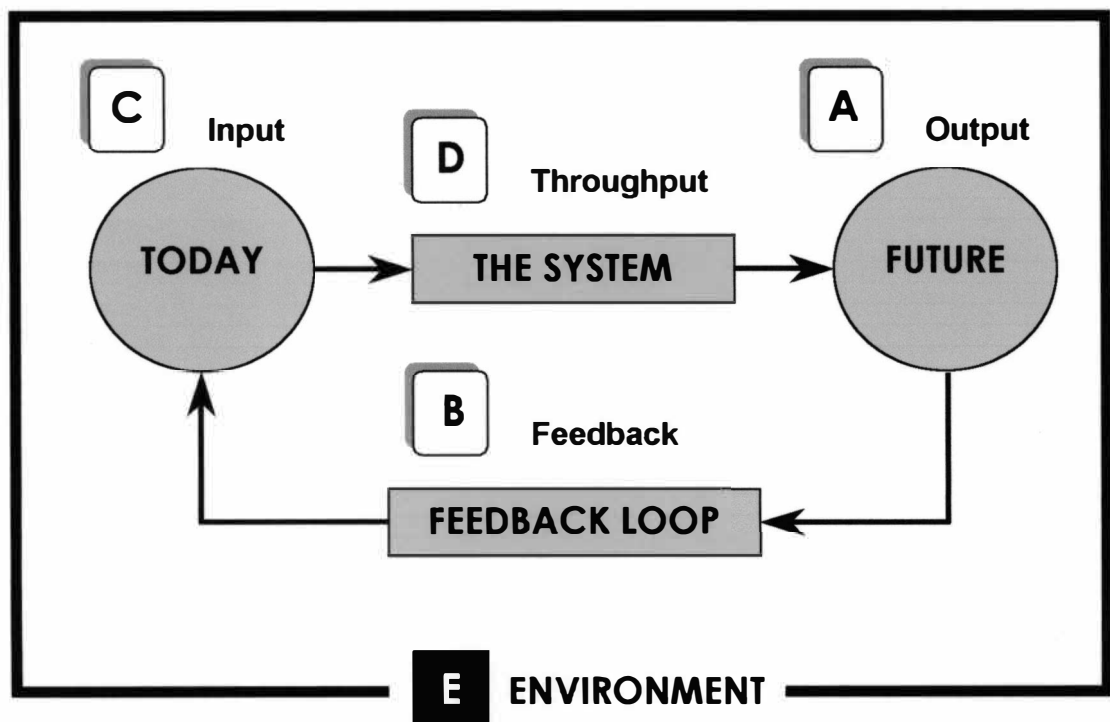 C
Input
A
Output
D
Throughput
TODAY
THE SYSTEM
FUTURE
B
Feedback
FEEDBACK LOOP
E ENVIRONMENT